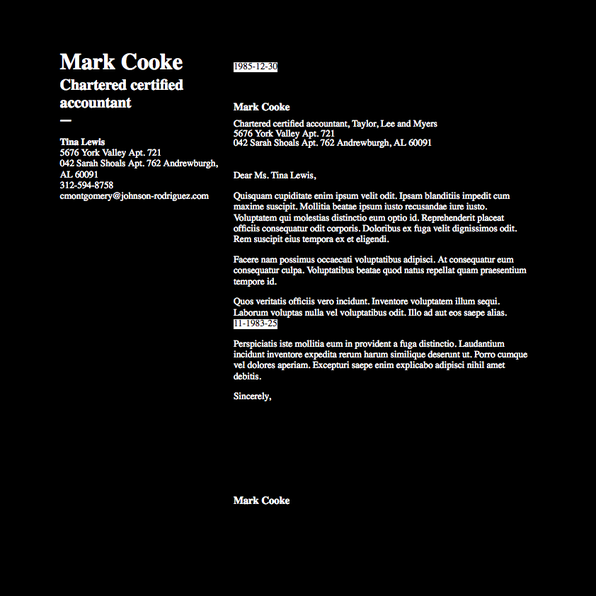 Mark Cooke
Chartered certified
accountant
—
Tina Lewis
5676 York Valley Apt. 721
042 Sarah Shoals Apt. 762 Andrewburgh,
AL 60091
312-594-8758
cmontgomery@johnson-rodriguez.com
1985-12-30
Mark Cooke
Chartered certified accountant, Taylor, Lee and Myers
5676 York Valley Apt. 721
042 Sarah Shoals Apt. 762 Andrewburgh, AL 60091
Dear Ms. Tina Lewis,
Quisquam cupiditate enim ipsum velit odit. Ipsam blanditiis impedit cum
maxime suscipit. Mollitia beatae ipsum iusto recusandae iure iusto.
Voluptatem qui molestias distinctio eum optio id. Reprehenderit placeat
officiis consequatur odit corporis. Doloribus ex fuga velit dignissimos odit.
Rem suscipit eius tempora ex et eligendi.
Facere nam possimus occaecati voluptatibus adipisci. At consequatur eum
consequatur culpa. Voluptatibus beatae quod natus repellat quam praesentium
tempore id.
Quos veritatis officiis vero incidunt. Inventore voluptatem illum sequi.
Laborum voluptas nulla vel voluptatibus odit. Illo ad aut eos saepe alias.
11-1983-25
Perspiciatis iste mollitia eum in provident a fuga distinctio. Laudantium
incidunt inventore expedita rerum harum similique deserunt ut. Porro cumque
vel dolores aperiam. Excepturi saepe enim explicabo adipisci nihil amet
debitis.
Sincerely,
Mark Cooke